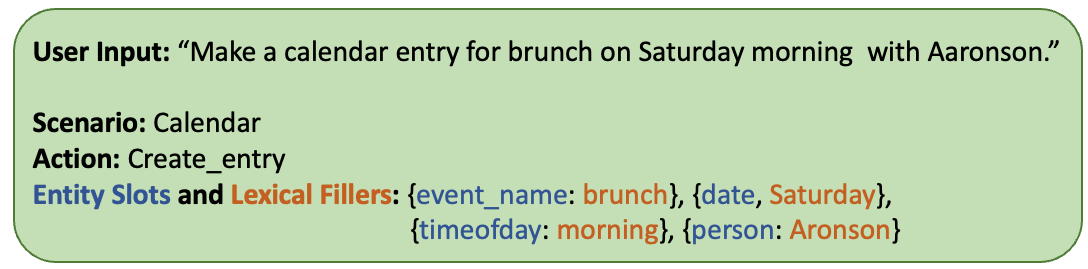 User Input: “Make a calendar entry for brunch on Saturday morning  with Aaronson.”
Scenario: Calendar
Action: Create_entry
Entity Slots and Lexical Fillers: {event_name: brunch}, {date, Saturday},
{timeofday: morning}, {person: Aronson}